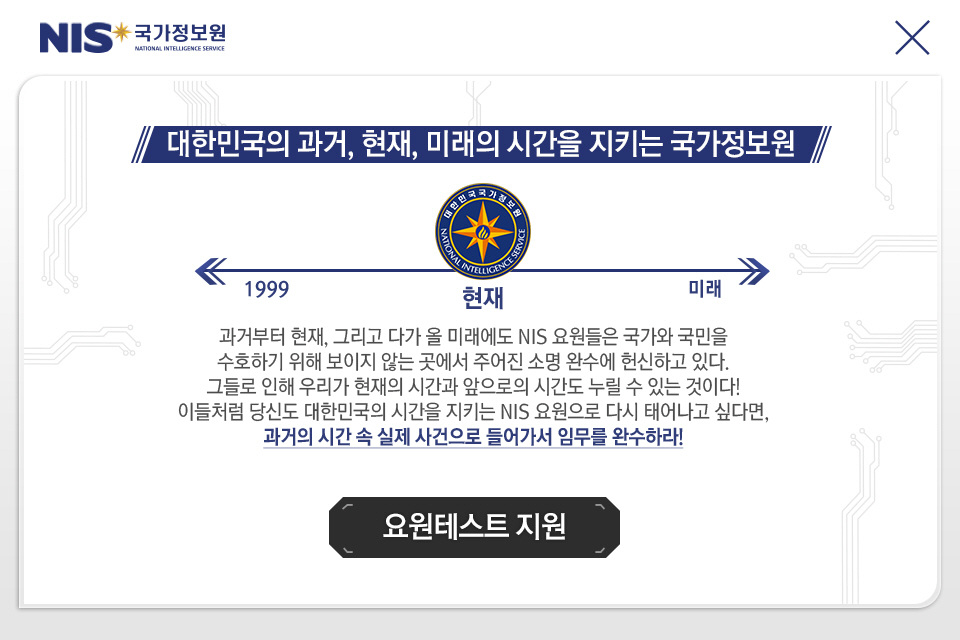 NIS 국가정보원
NATIONAL INTELLIGENCE SERVICE
대한민국의 과거, 현재, 미래의 시간을 지키는 국가정보원
대한민국국가정보원
NATIONAL INTELLIGENCE SERVICE
1999
현재
미래
과거부터 현재, 그리고 다가 올 미래에도 NIS 요원들은 국가와 국민을
수호하기 위해 보이지 않는 곳에서 주어진 소명 완수에 헌신하고 있다.
그들로 인해 우리가 현재의 시간과 앞으로의 시간도 누릴 수 있는 것이다!
이들처럼 당신도 대한민국의 시간을 지키는 NIS 요원으로 다시 태어나고 싶다면,
과거의 시간 속 실제 사건으로 들어가서 임무를 완수하라!
요원테스트 지원